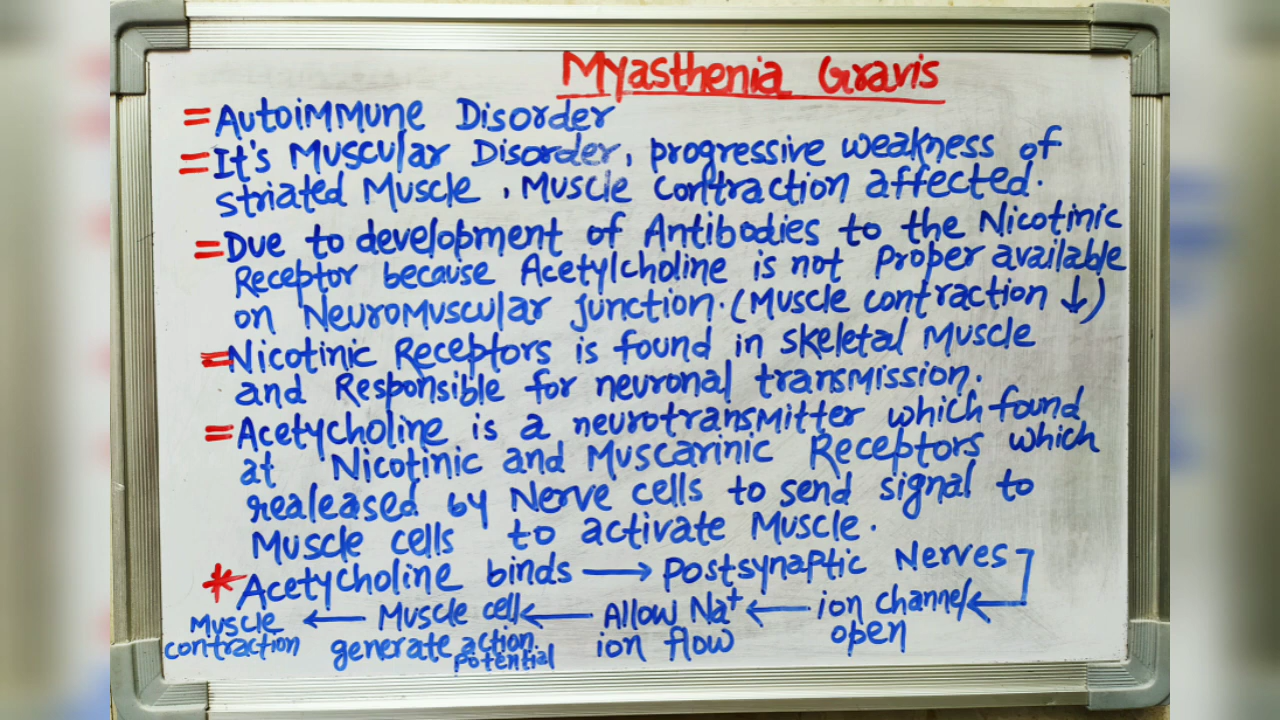 Myasthenia Gravis
= Autoimmune Disorder
= It's Muscular Disorder, progressive weakness of
striated Muscle, Muscle contraction affected.
= Due to development of Antibodies to the Nicotinic
Receptor because Acetylcholine is not Proper available
on Neuromuscular junction. (Muscle contraction ↓)
= Nicotinic Receptors is found in skeletal Muscle
and Responsible for neuronal transmission.
= Acetycholine is a neurotransmitter which found
at Nicotinic and Muscarinic Receptors which
realeased by Nerve cells to send signal to
Muscle cells to activate Muscle.
* Acetycholine binds → Postsynaptic Nerves
ion channel ←
open
← Allow Na+
ion flow
← Muscle cell
generate action
potential
← Muscle
contraction